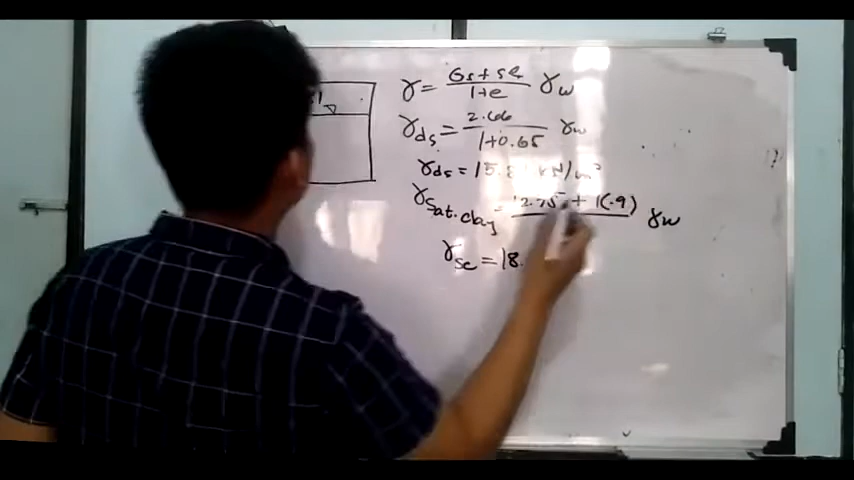 γ = Gs + Se / 1+e γw
γds = 2.66 / 1+0.65 γw
γds = 15.8 kN/m³
γsat.clay = 2.75 + 1(.9) / γw
γsc = 18.